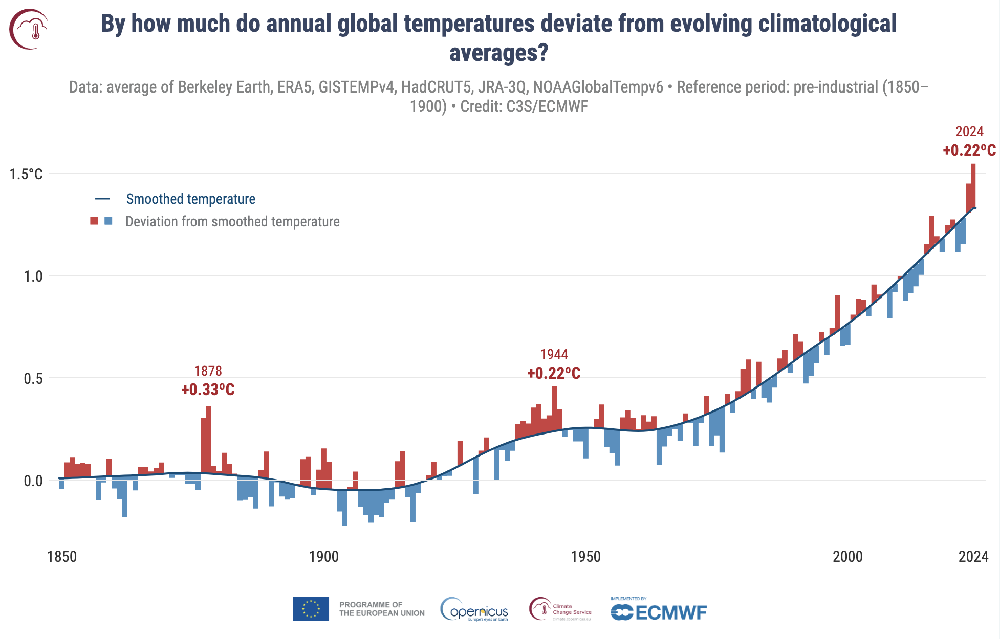 By how much do annual global temperatures deviate from evolving climatological
averages?
Data: average of Berkeley Earth, ERA5, GISTEMPv4, HadCRUT5, JRA-3Q, NOAAGlobalTempv6 • Reference period: pre-industrial (1850–
1900) • Credit: C3S/ECMWF
2024
+0.22ºC
1.5°C
Smoothed temperature
Deviation from smoothed temperature
1.0
1944
+0.22ºC
1878
+0.33ºC
0.5
0.0
1850 1900 1950 2000 2024
PROGRAMME OF
THE EUROPEAN UNION
opernicus
Europe's eyes on Earth
Climate
Change Service
climate.copernicus.eu
IMPLEMENTED BY
ECMWF